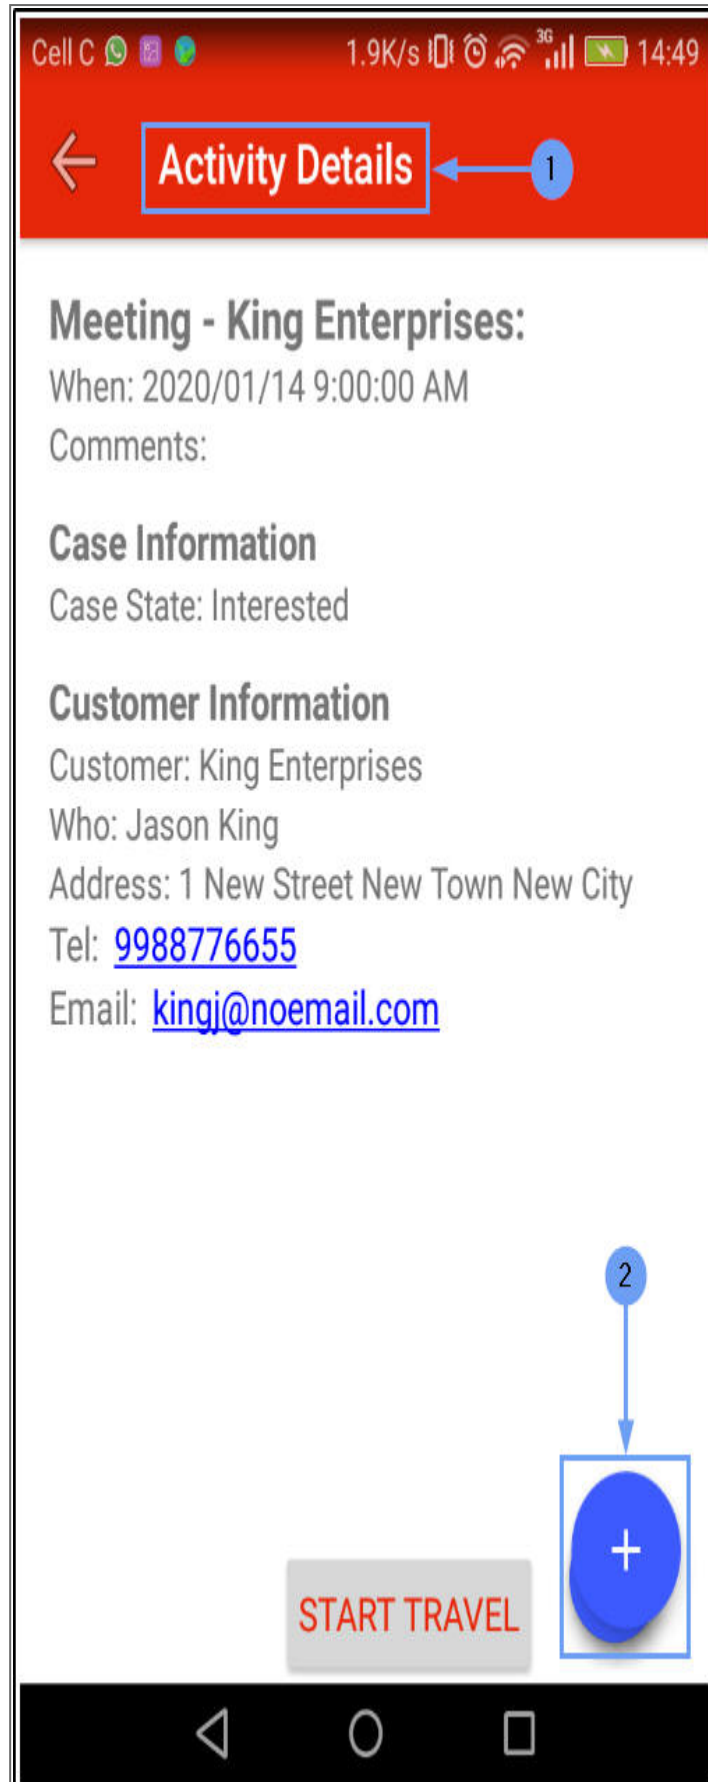 Cell C 1.9K/s 3G 14:49
Activity Details 1
Meeting - King Enterprises:
When: 2020/01/14 9:00:00 AM
Comments:
Case Information
Case State: Interested
Customer Information
Customer: King Enterprises
Who: Jason King
Address: 1 New Street New Town New City
Tel: 9988776655
Email: kingj@noemail.com
2
+
START TRAVEL